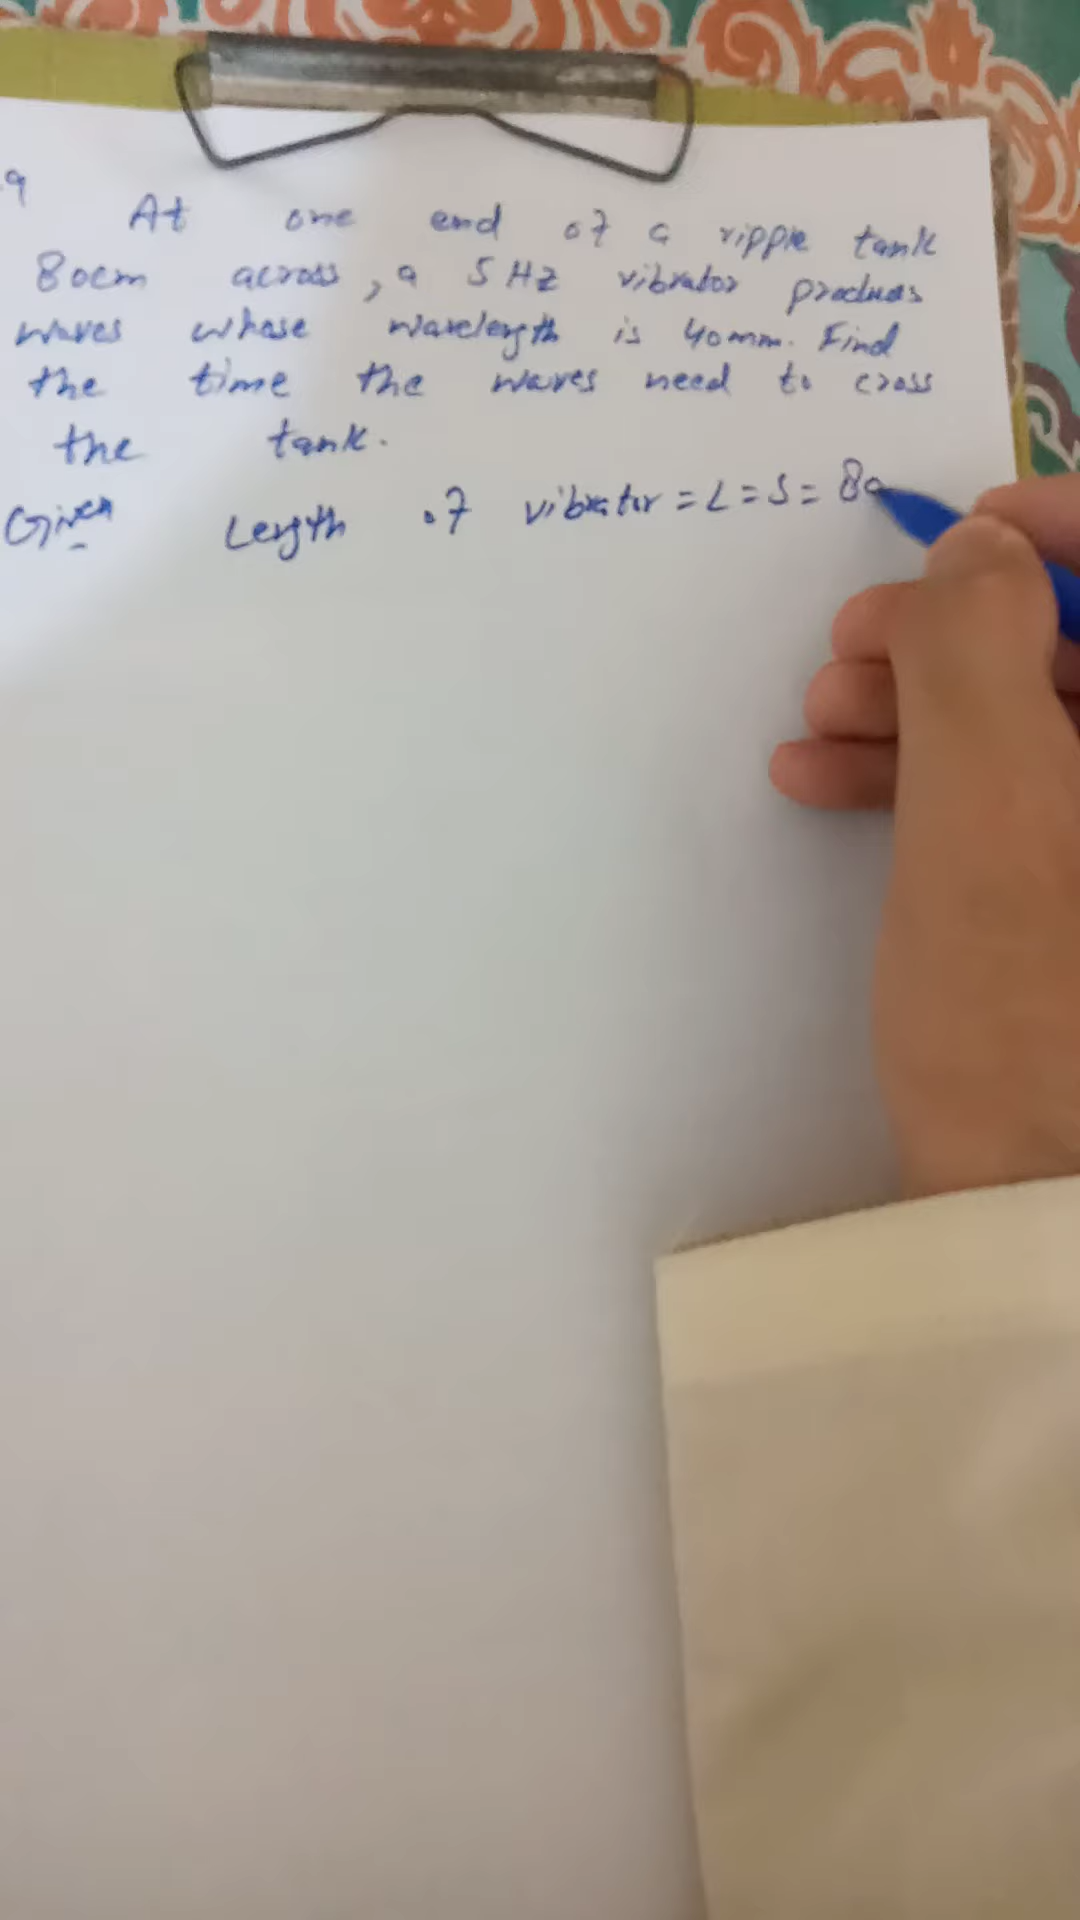 .9 At one end of a ripple tank
80cm across, a 5 Hz vibrator produces
waves whose wavelength is 40mm. Find
the time the waves need to cross
the tank.
Given Length of vibrator = L = S = 80